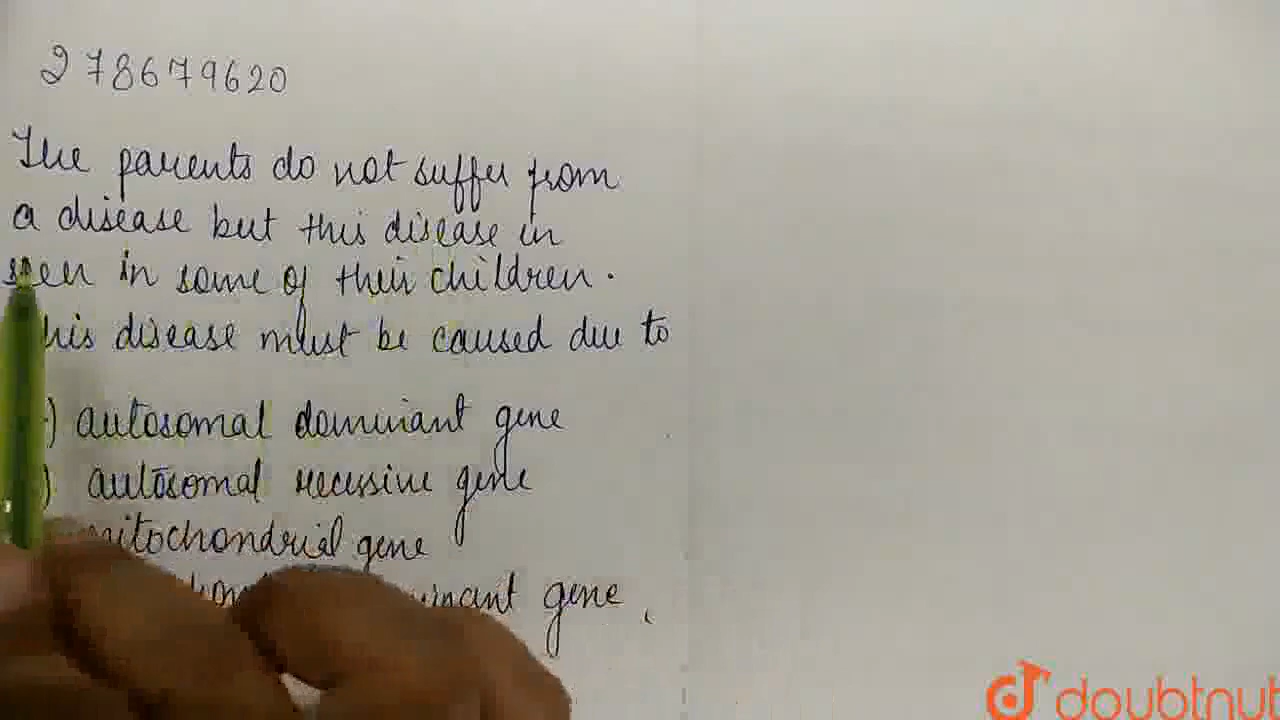 278679620
The parents do not suffer from
a disease but this disease in
seen in some of their children.
his disease must be caused due to
) autosomal dominant gene
) autosomal recessive gene
mitochondrial gene
gene
doubtnut